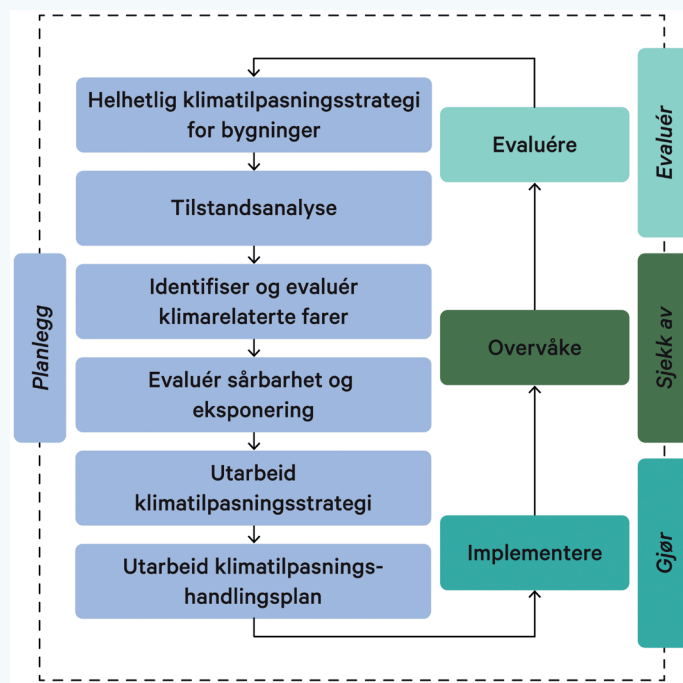 Planlegg
Helhetlig klimatilpasningsstrategi
for bygninger
Tilstandsanalyse
Identifiser og evaluér
klimarelaterte farer
Evaluér sårbarhet og
eksponering
Utarbeid
klimatilpasningsstrategi
Utarbeid klimatilpasnings-
handlingsplan
Implementere
Overvåke
Evaluére
Evaluér
Sjekk av
Gjør